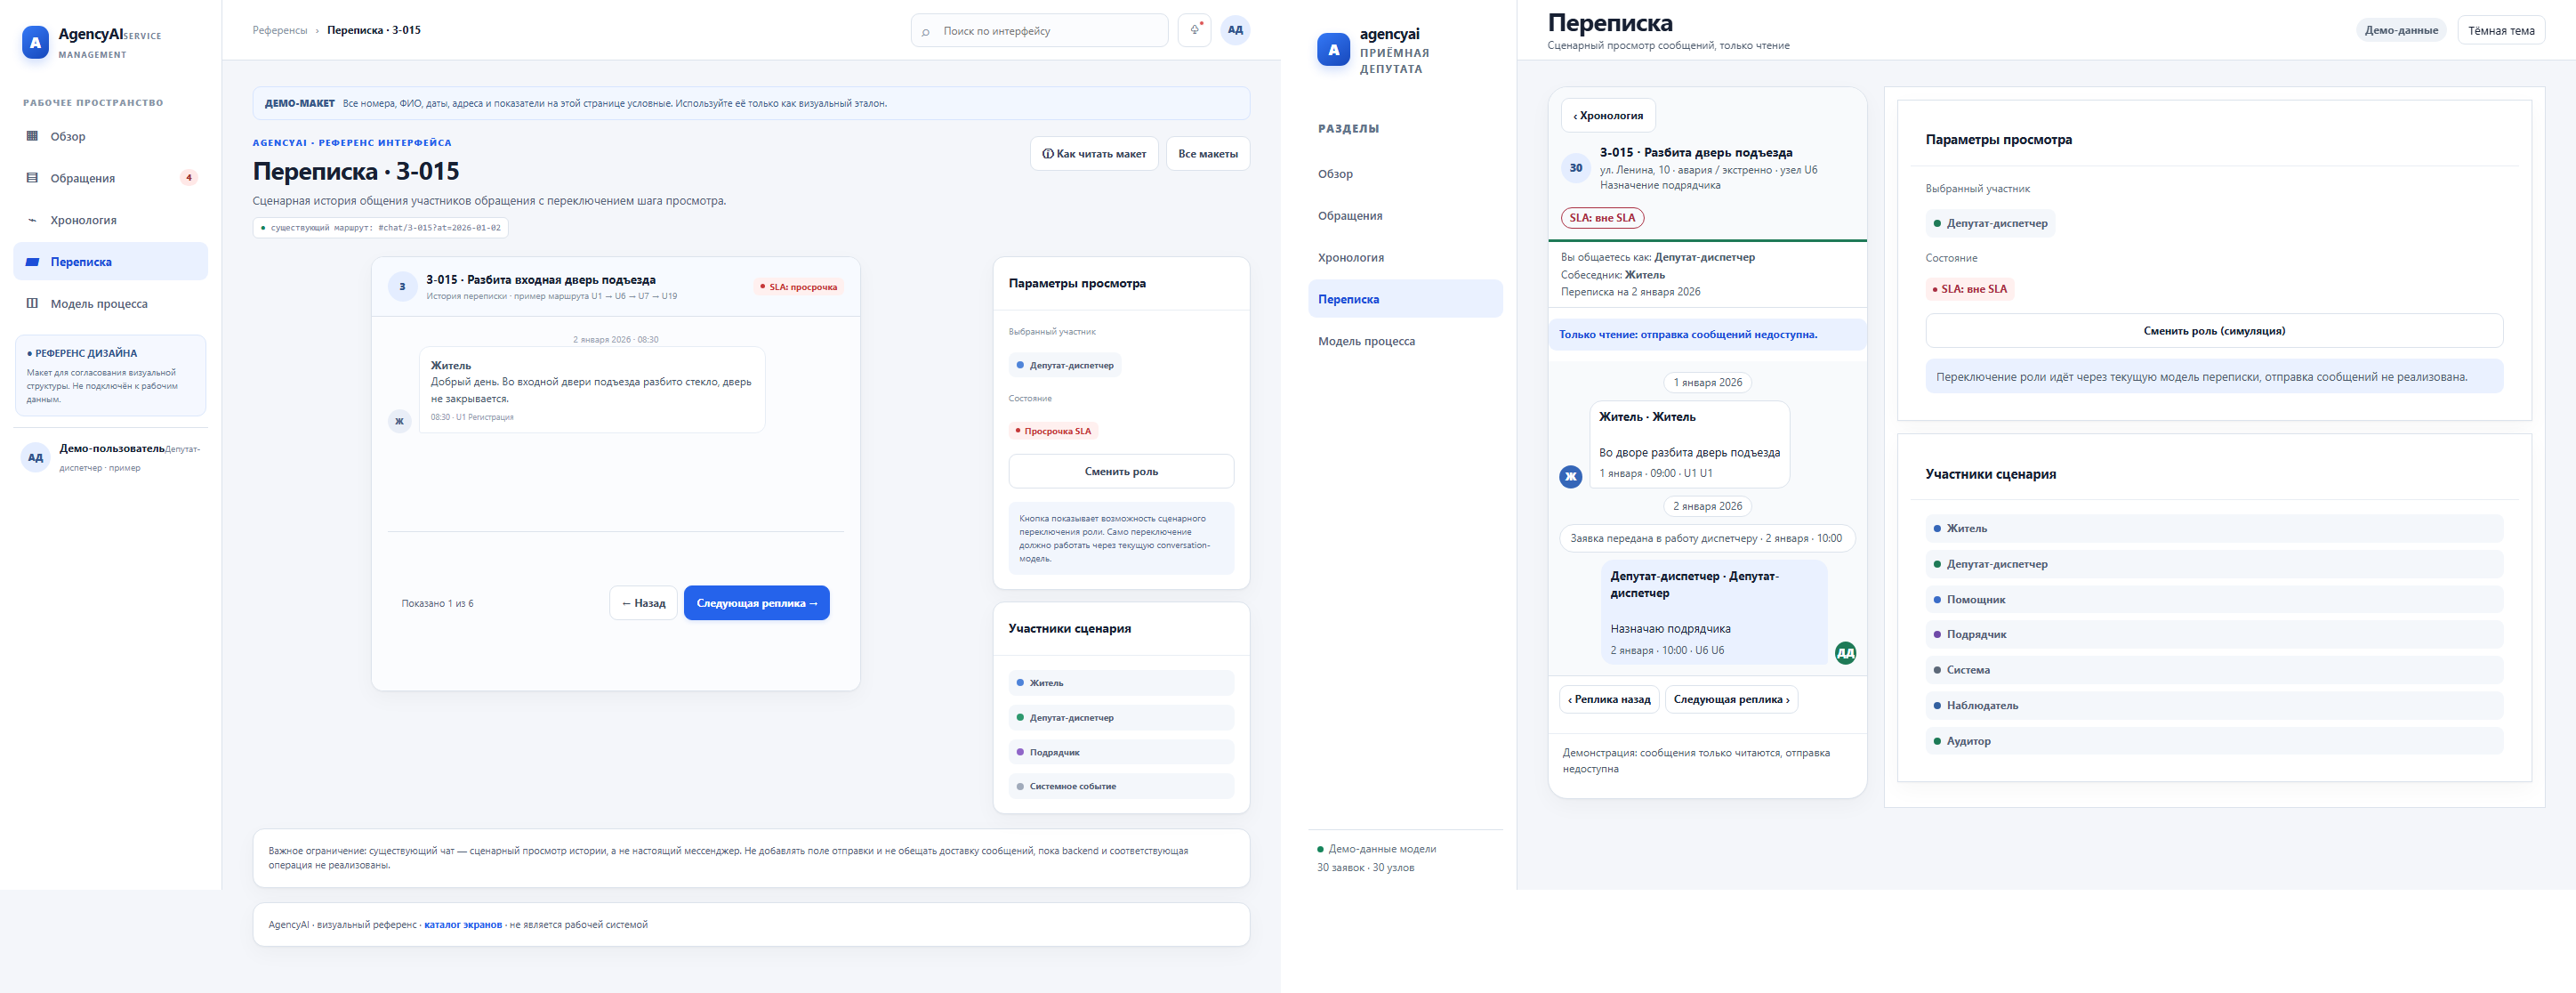 A
AgencyAI SERVICE
MANAGEMENT
РАБОЧЕЕ ПРОСТРАНСТВО
Обзор
Обращения 4
Хронология
Переписка
Модель процесса
• РЕФЕРЕНС ДИЗАЙНА
Макет для согласования визуальной
структуры. Не подключён к рабочим
данным.
АД
Демо-пользовательДепутат-
диспетчер · пример
Референсы › Переписка · 3-015
Поиск по интерфейсу
АД
ДЕМО-МАКЕТ Все номера, ФИО, даты, адреса и показатели на этой странице условные. Используйте её только как визуальный эталон.
AGENCYAI • РЕФЕРЕНС ИНТЕРФЕЙСА
Переписка · 3-015
Сценарная история общения участников обращения с переключением шага просмотра.
существующий маршрут: #chat/3-015?at=2026-01-02
ⓘ Как читать макет
Все макеты
3
3-015 · Разбита входная дверь подъезда
История переписки · пример маршрута U1 → U6 → U7 → U19
SLA: просрочка
2 января 2026 · 08:30
Житель
Добрый день. Во входной двери подъезда разбито стекло, дверь
не закрывается.
08:30 · U1 Регистрация
Ж
Показано 1 из 6
← Назад
Следующая реплика →
Параметры просмотра
Выбранный участник
Депутат-диспетчер
Состояние
Просрочка SLA
Сменить роль
Кнопка показывает возможность сценарного
переключения роли. Само переключение
должно работать через текущую conversation-
модель.
Участники сценария
Житель
Депутат-диспетчер
Подрядчик
Системное событие
Важное ограничение: существующий чат — сценарный просмотр истории, а не настоящий мессенджер. Не добавлять поле отправки и не обещать доставку сообщений, пока backend и соответствующая
операция не реализованы.
AgencyAI · визуальный референс · каталог экранов · не является рабочей системой
A
agencyai
ПРИЁМНАЯ
ДЕПУТАТА
РАЗДЕЛЫ
Обзор
Обращения
Хронология
Переписка
Модель процесса
Демо-данные модели
30 заявок · 30 узлов
Переписка
Сценарный просмотр сообщений, только чтение
Демо-данные
Тёмная тема
‹ Хронология
30
3-015 · Разбита дверь подъезда
ул. Ленина, 10 · авария / экстренно · узел U6
Назначение подрядчика
SLA: вне SLA
Вы общаетесь как: Депутат-диспетчер
Собеседник: Житель
Переписка на 2 января 2026
Только чтение: отправка сообщений недоступна.
1 января 2026
Житель · Житель
Во дворе разбита дверь подъезда
1 января · 09:00 · U1 U1
Ж
2 января 2026
Заявка передана в работу диспетчеру · 2 января · 10:00
Депутат-диспетчер · Депутат-
диспетчер
Назначаю подрядчика
2 января · 10:00 · U6 U6
ДД
‹ Реплика назад
Следующая реплика ›
Демонстрация: сообщения только читаются, отправка
недоступна
Параметры просмотра
Выбранный участник
Депутат-диспетчер
Состояние
SLA: вне SLA
Сменить роль (симуляция)
Переключение роли идёт через текущую модель переписки, отправка сообщений не реализована.
Участники сценария
Житель
Депутат-диспетчер
Помощник
Подрядчик
Система
Наблюдатель
Аудитор